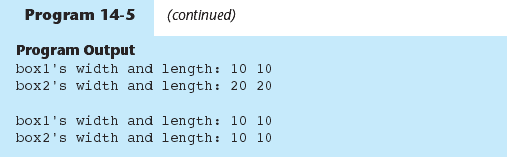 Program 14-5 (continued)
Program Output
box1's width and length: 10 10
box2's width and length: 20 20
box1's width and length: 10 10
box2's width and length: 10 10